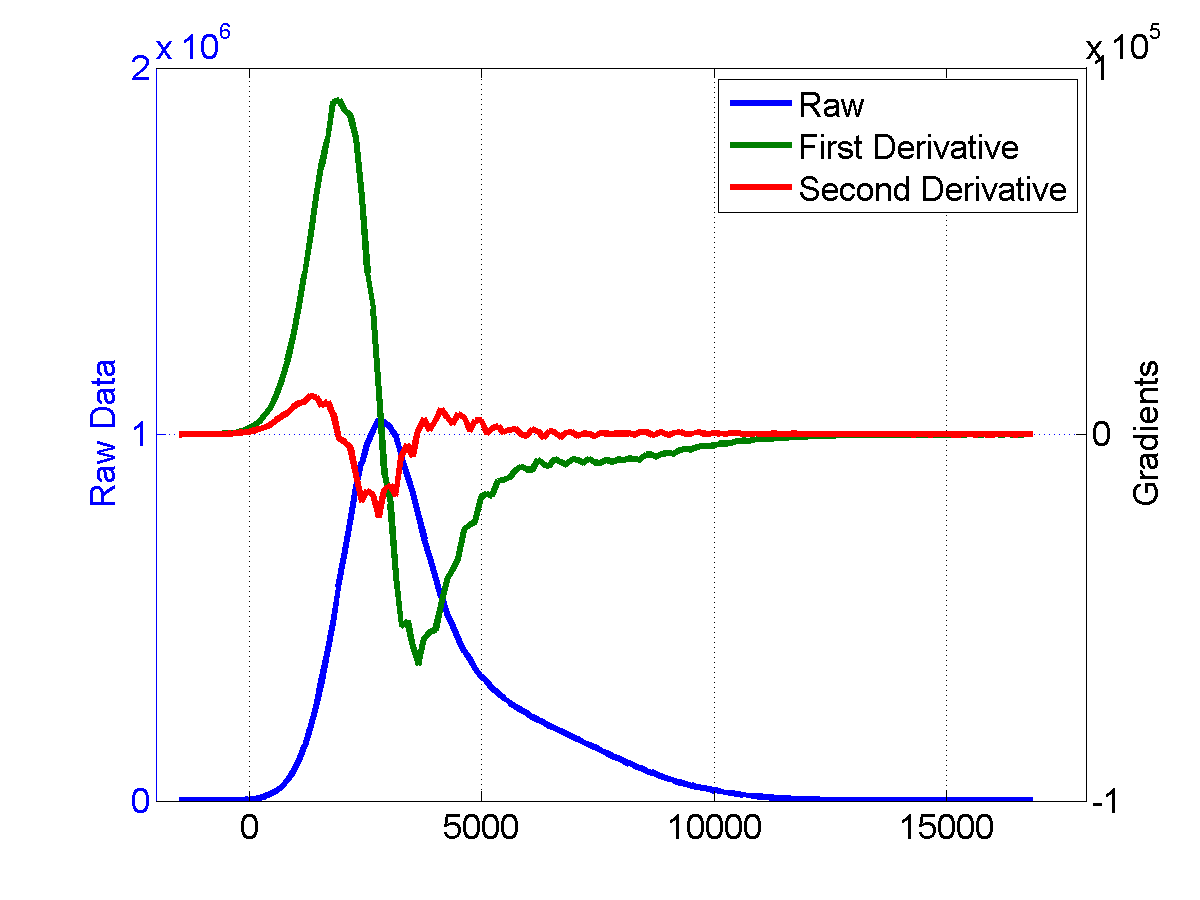 x 10^6
x 10^5
2
1
Raw
First Derivative
Second Derivative
Raw Data
1
0
Gradients
0
-1
0
5000
10000
15000